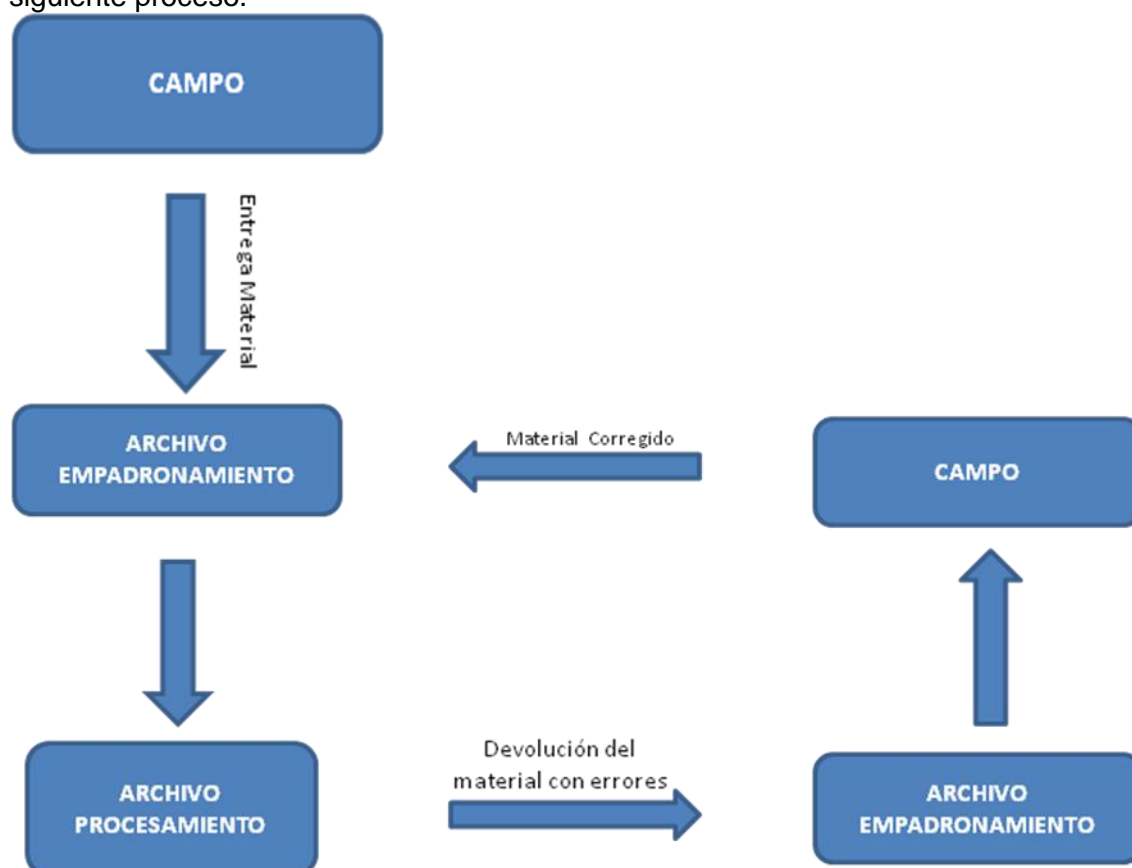 siguiente proceso:
CAMPO
Entrega Material
ARCHIVO
EMPADRONAMIENTO
Material Corregido
CAMPO
ARCHIVO
PROCESAMIENTO
Devolución del
material con errores
ARCHIVO
EMPADRONAMIENTO